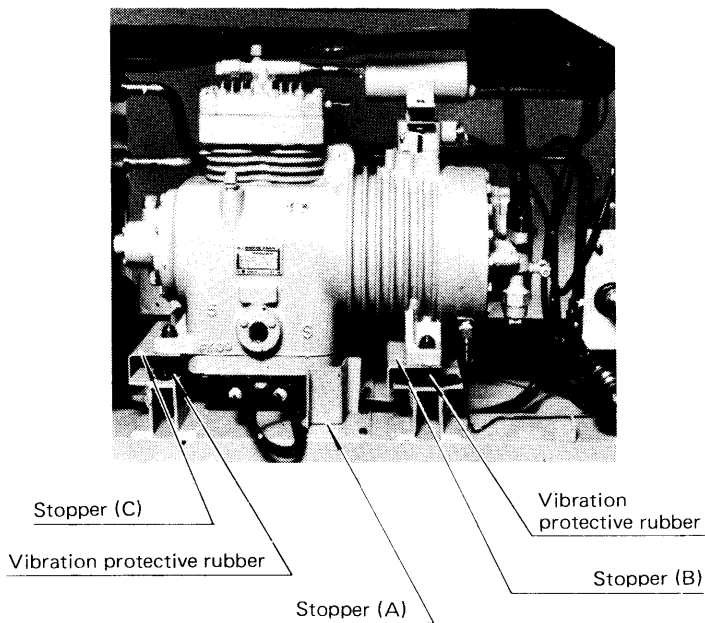 S
S
Stopper (C)
Vibration protective rubber
Stopper (A)
Vibration
protective rubber
Stopper (B)